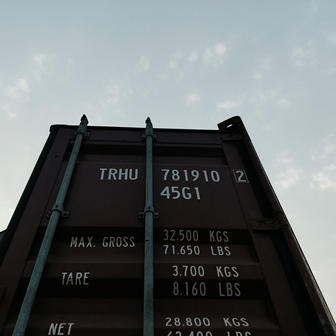 TRHU 781910 2
45G1
MAX. GROSS 32.500 KGS
71.650 LBS
TARE 3.700 KGS
8.160 LBS
NET 28.800 KGS